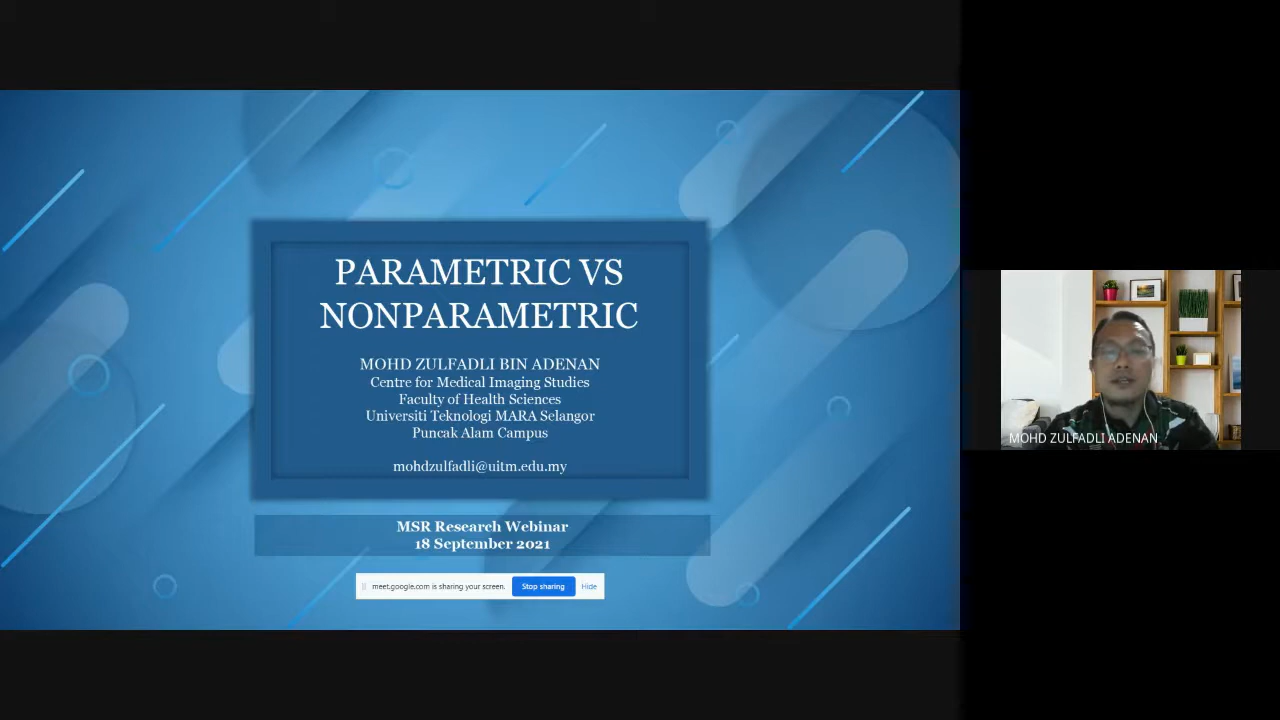 PARAMETRIC VS
NONPARAMETRIC
MOHD ZULFADLI BIN ADENAN
Centre for Medical Imaging Studies
Faculty of Health Sciences
Universiti Teknologi MARA Selangor
Puncak Alam Campus
mohdzulfadli@uitm.edu.my
MSR Research Webinar
18 September 2021
meet.google.com is sharing your screen. Stop sharing Hide
MOHD ZULFADLI ADENAN